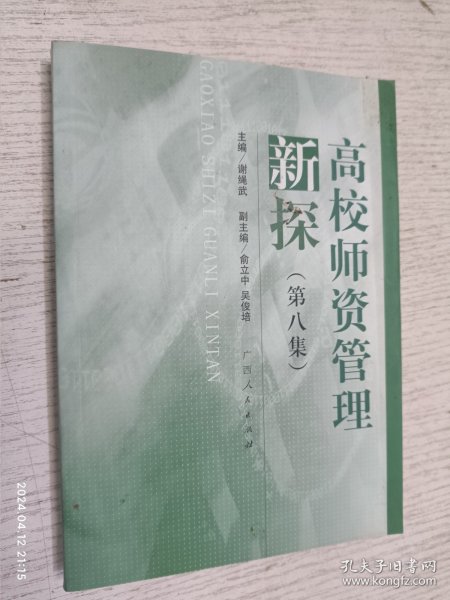 高校师资管理
新探
(第八集)
主编/谢绳武 副主编/俞立中 吴俊培
广西人民出版社
GAOXIAO SHIZI GUANLI XINTAN
2024.04.12 21:15
孔夫子旧书网
www.kongfz.com